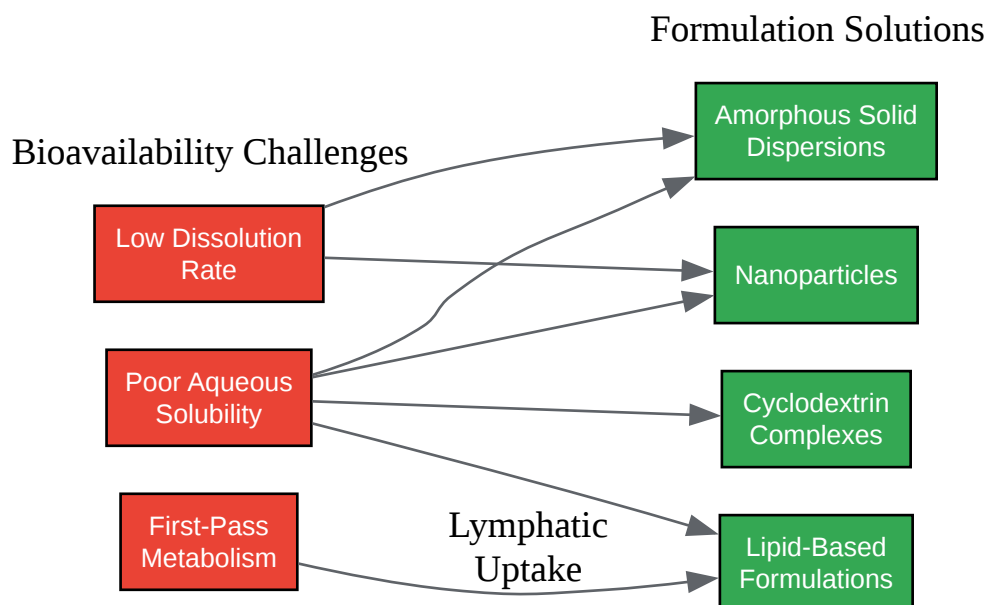 Formulation Solutions
Bioavailability Challenges
Amorphous Solid
Dispersions
Low Dissolution
Rate
Nanoparticles
Poor Aqueous
Solubility
Cyclodextrin
Complexes
First-Pass
Metabolism
Lymphatic
Uptake
Lipid-Based
Formulations